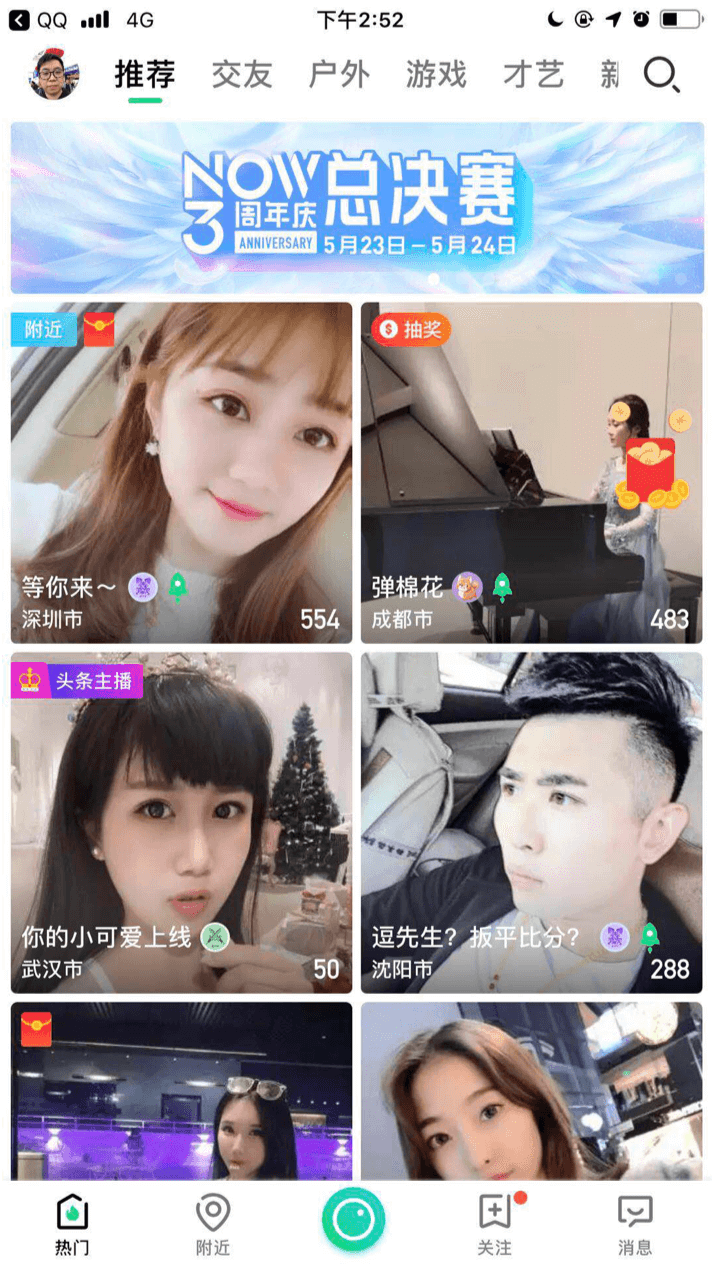 QQ 4G 下午2:52
推荐 交友 户外 游戏 才艺
NOW 总决赛
3 周年庆
ANNIVERSARY 5月23日－5月24日
附近
抽奖
等你来～
深圳市 554
弹棉花
成都市 483
头条主播
你的小可爱上线
武汉市 50
逗先生？扳平比分？
沈阳市 288
热门 附近 关注 消息